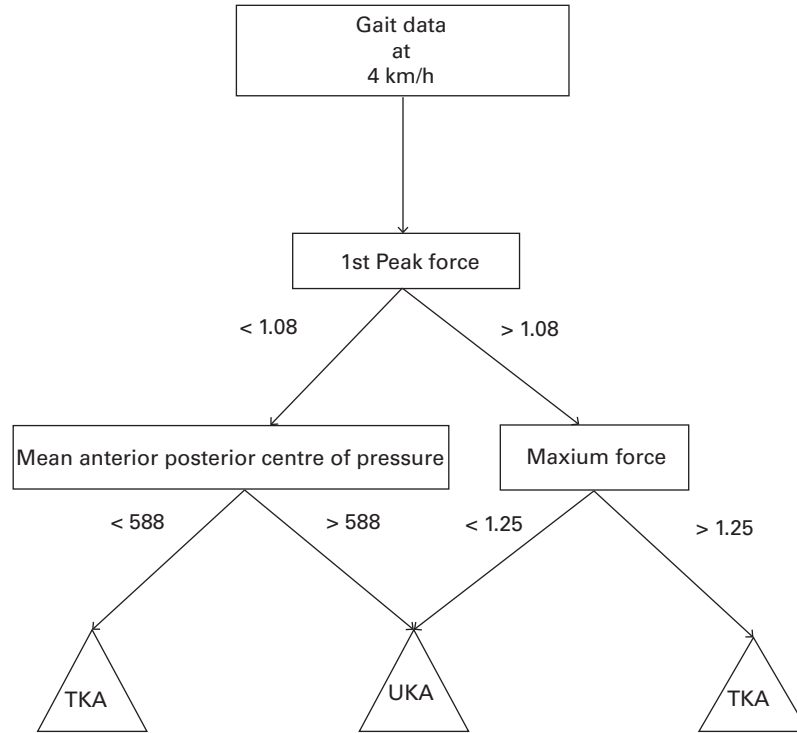 Gait data
at
4 km/h
1st Peak force
< 1.08
> 1.08
Mean anterior posterior centre of pressure
Maxium force
< 588
> 588
< 1.25
> 1.25
TKA
UKA
TKA